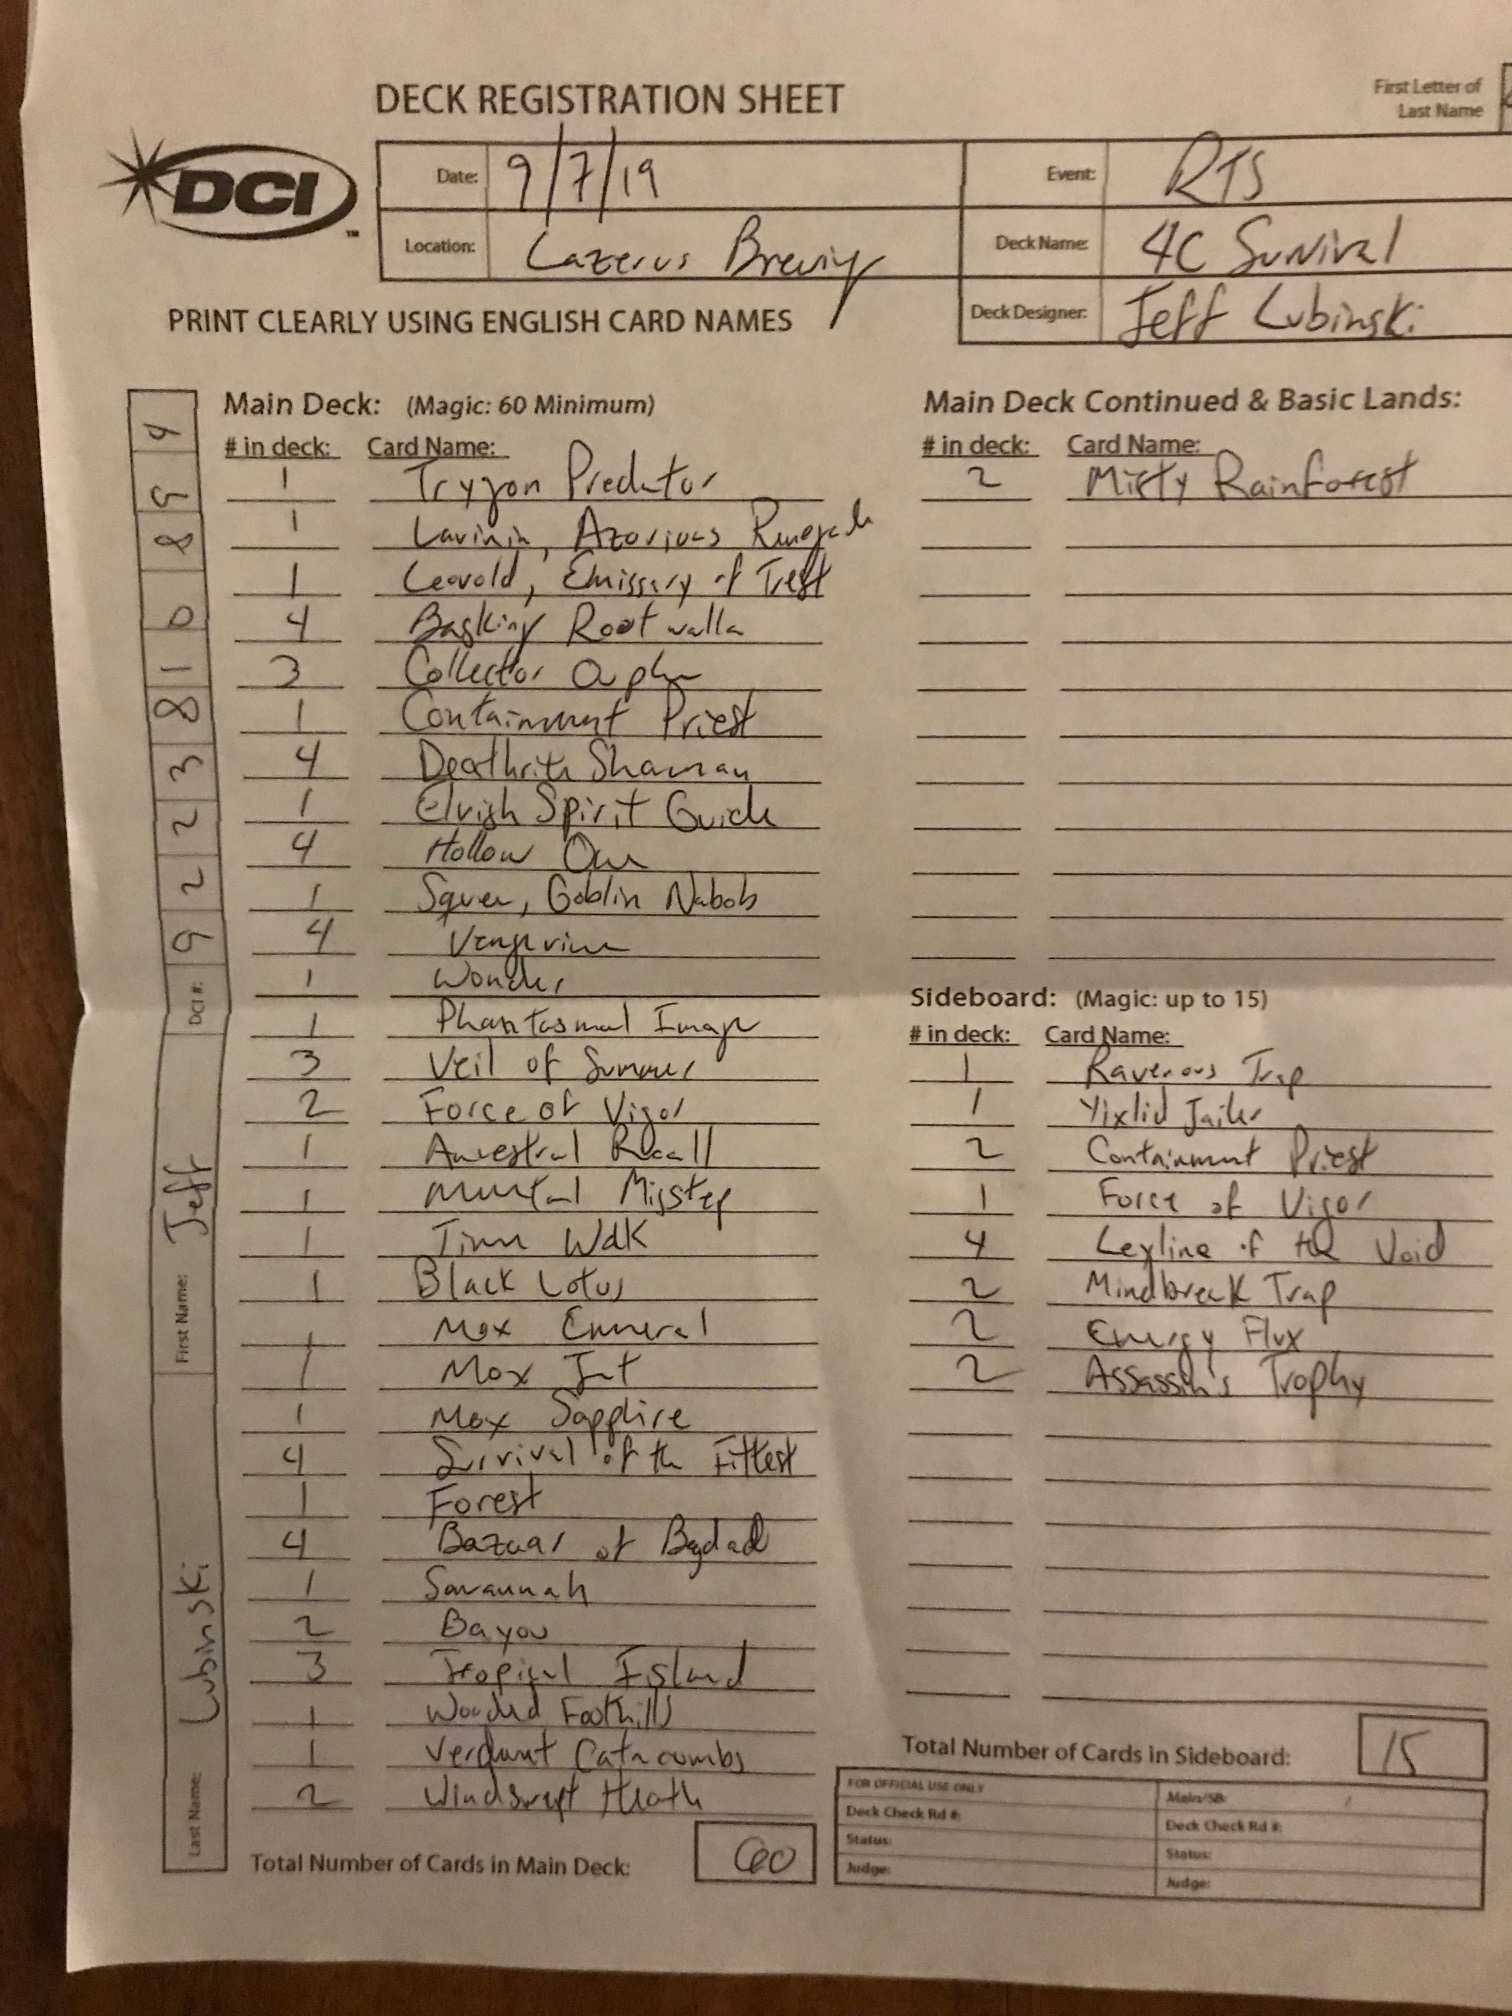 DECK REGISTRATION SHEET
First Letter of
Last Name
DCI
™
Date: 9/7/19
Event: RTS
Location: Lazerus Brewing
Deck Name: 4C Survival
PRINT CLEARLY USING ENGLISH CARD NAMES
Deck Designer: Jeff Lubinski
Main Deck: (Magic: 60 Minimum)
# in deck: Card Name:
1 Trygon Predator
1 Lavinia, Azorious Renegade
1 Leovold, Emissary of Trest
4 Basking Rootwalla
3 Collector Ouphe
1 Containment Priest
4 Deathrite Shaman
1 Elvish Spirit Guide
4 Hollow One
1 Squee, Goblin Nabob
4 Vengevine
1 Wonder
1 Phantasmal Image
3 Veil of Summer
2 Force of Vigor
1 Ancestral Recall
1 Mental Misstep
1 Time Walk
1 Black Lotus
1 Mox Emeral
1 Mox Jet
1 Mox Sapphire
4 Survival of the Fittest
1 Forest
4 Bazaar of Bagdad
1 Savannah
2 Bayou
3 Tropical Island
1 Wooded Foothills
1 Verdant Catacombs
2 Windswept Heath
Total Number of Cards in Main Deck: 60
Main Deck Continued & Basic Lands:
# in deck: Card Name:
2 Misty Rainforest
Sideboard: (Magic: up to 15)
# in deck: Card Name:
1 Ravenous Trap
1 Yixlid Jailer
2 Containment Priest
1 Force of Vigor
4 Leyline of the Void
2 Mindbreak Trap
2 Energy Flux
2 Assassin's Trophy
Total Number of Cards in Sideboard: 15
FOR OFFICIAL USE ONLY
Main/SB:
Deck Check Rd #:
Deck Check Rd #:
Status:
Status:
Judge:
Judge:
Last Name: Lubinski
First Name: Jeff
DCI #: 9 2 2 3 8 1 0 8 9 4